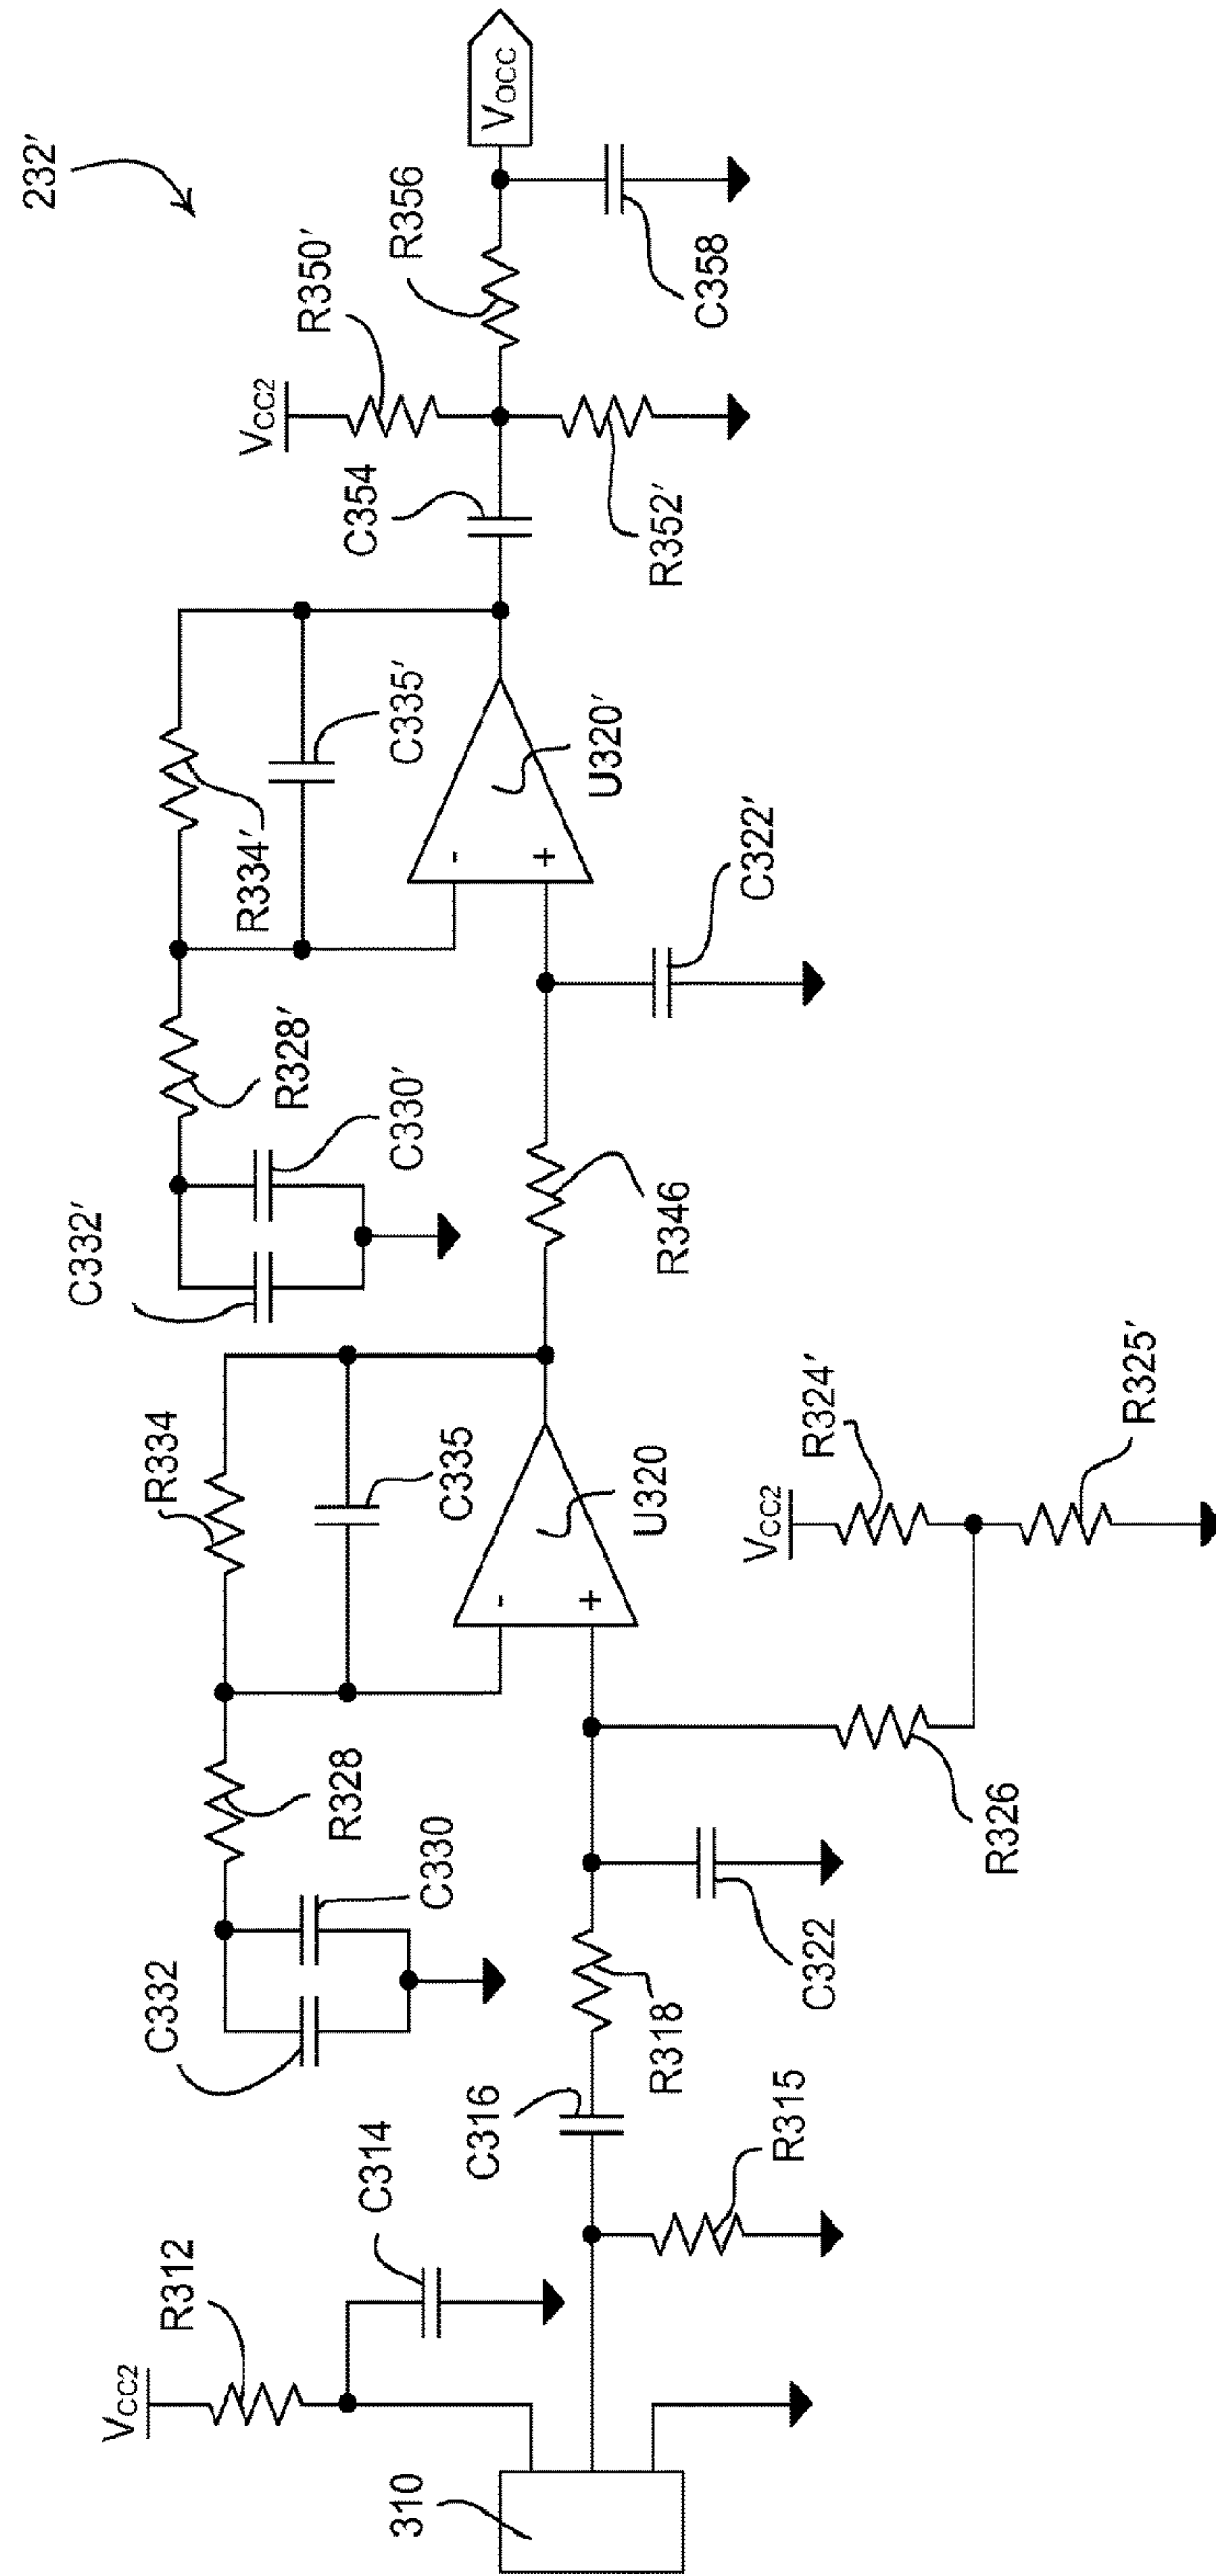 232′
VCC2
R312
C314
310
R315
C316
R318
C322
C332
C330
R328
R334
C335
-
+
U320
R326
VCC2
R324′
R325′
R346
C332′
C330′
R328′
R334′
C335′
-
+
U320′
C322′
C354
VCC2
R350′
R352′
R356
C358
VOCC